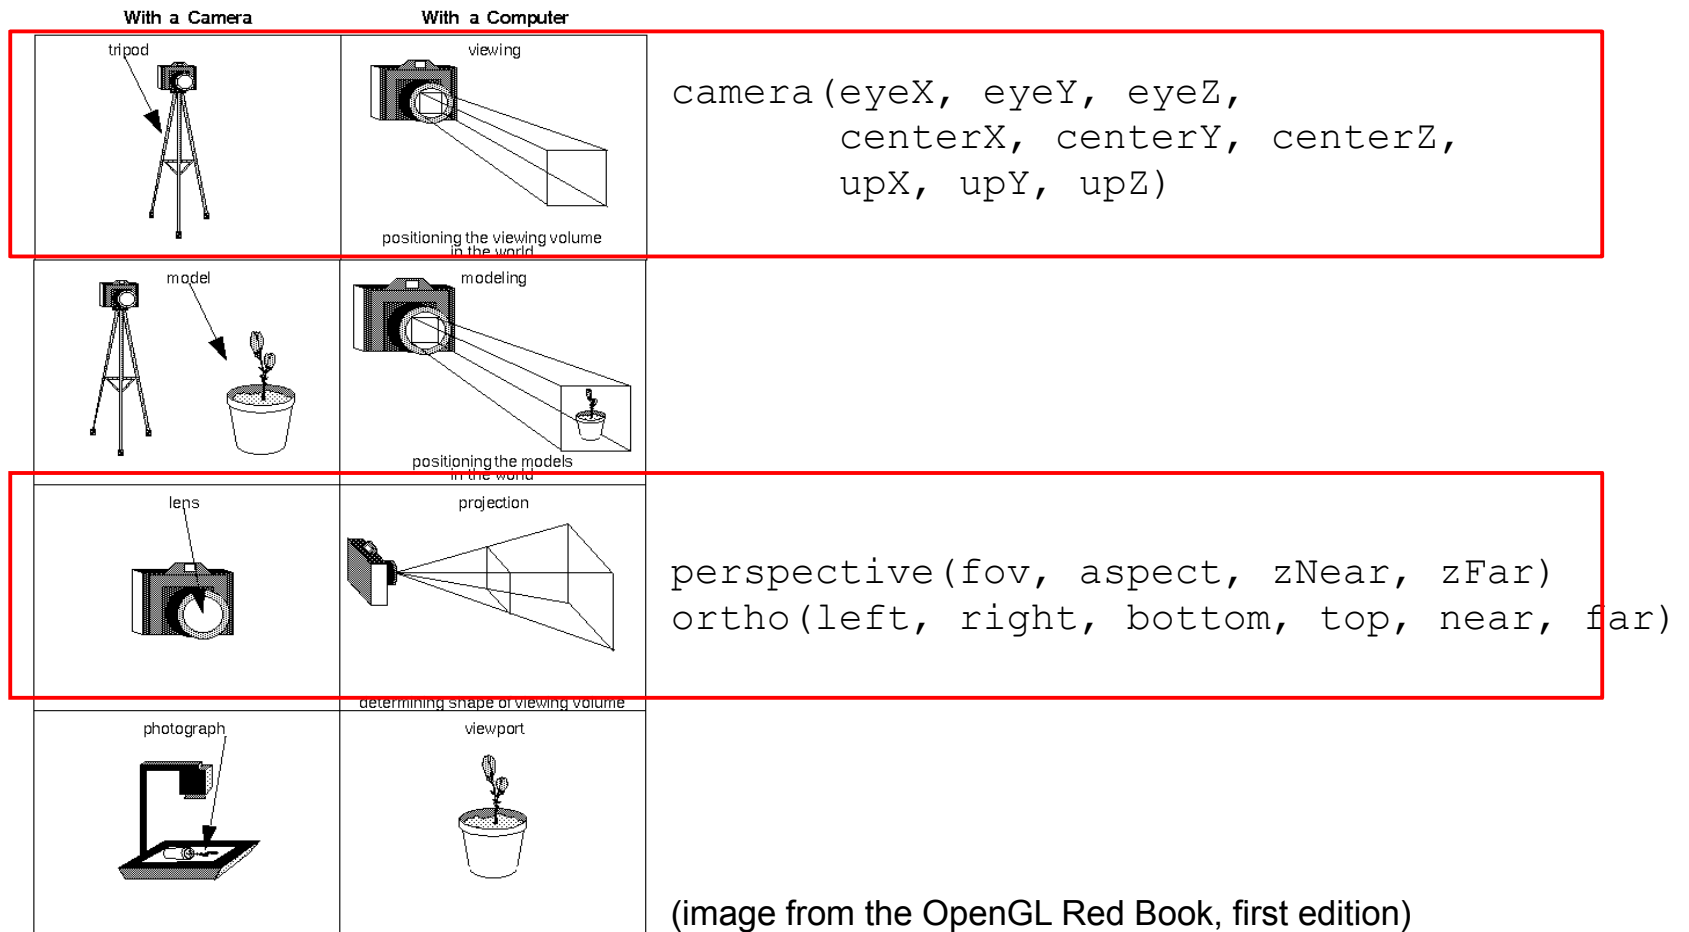 With a Camera
With a Computer
tripod
viewing
camera(eyeX, eyeY, eyeZ,
centerX, centerY, centerZ,
upX, upY, upZ)
positioning the viewing volume
in the world
model
modeling
positioning the models
in the world
lens
projection
perspective(fov, aspect, zNear, zFar)
ortho(left, right, bottom, top, near, far)
determining shape of viewing volume
photograph
viewport
(image from the OpenGL Red Book, first edition)